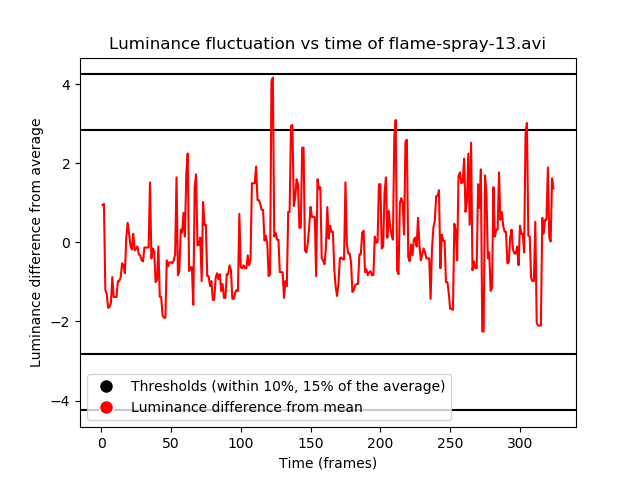 Luminance fluctuation vs time of flame-spray-13.avi
Luminance difference from average
4
2
0
−2
−4
Thresholds (within 10%, 15% of the average)
Luminance difference from mean
0 50 100 150 200 250 300
Time (frames)